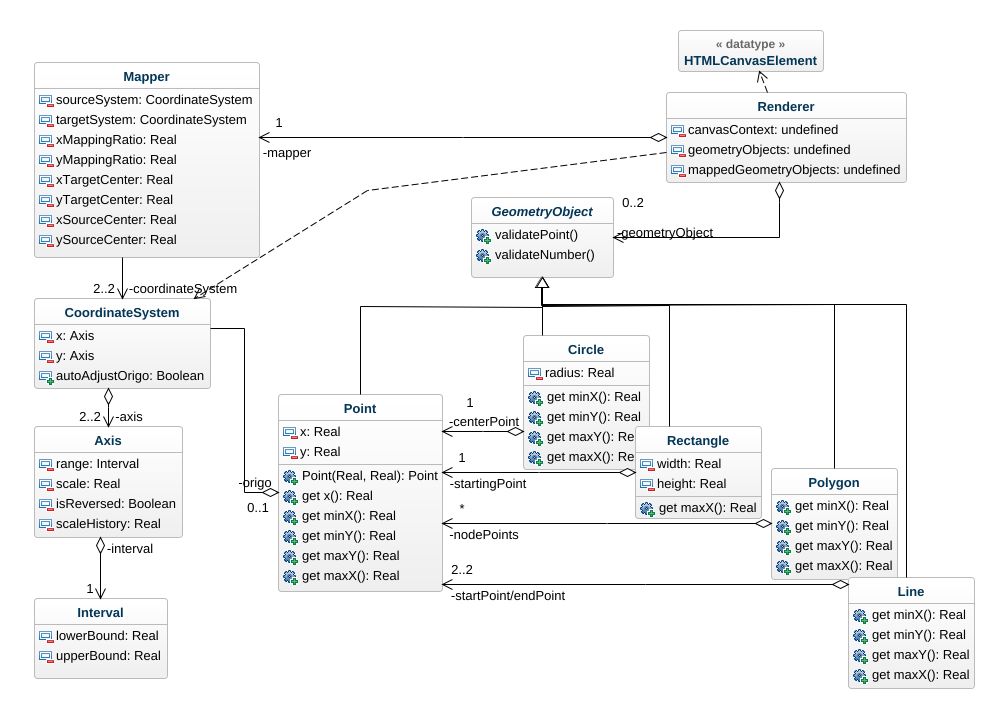 « datatype »
HTMLCanvasElement
Mapper
sourceSystem: CoordinateSystem
targetSystem: CoordinateSystem
xMappingRatio: Real
yMappingRatio: Real
xTargetCenter: Real
yTargetCenter: Real
xSourceCenter: Real
ySourceCenter: Real
Renderer
canvasContext: undefined
geometryObjects: undefined
mappedGeometryObjects: undefined
1
-mapper
GeometryObject
validatePoint()
validateNumber()
0..2
-geometryObject
2..2
-coordinateSystem
CoordinateSystem
x: Axis
y: Axis
autoAdjustOrigo: Boolean
2..2
-axis
Axis
range: Interval
scale: Real
isReversed: Boolean
scaleHistory: Real
-interval
1
Interval
lowerBound: Real
upperBound: Real
-origo
0..1
Point
x: Real
y: Real
Point(Real, Real): Point
get x(): Real
get minX(): Real
get minY(): Real
get maxY(): Real
get maxX(): Real
Circle
radius: Real
get minX(): Real
get minY(): Real
get maxY(): Re
get maxX(): Re
1
-centerPoint
1
-startingPoint
*
-nodePoints
2..2
-startPoint/endPoint
Rectangle
width: Real
height: Real
get maxX(): Real
Polygon
get minX(): Real
get minY(): Real
get maxY(): Real
get maxX(): Real
Line
get minX(): Real
get minY(): Real
get maxY(): Real
get maxX(): Real